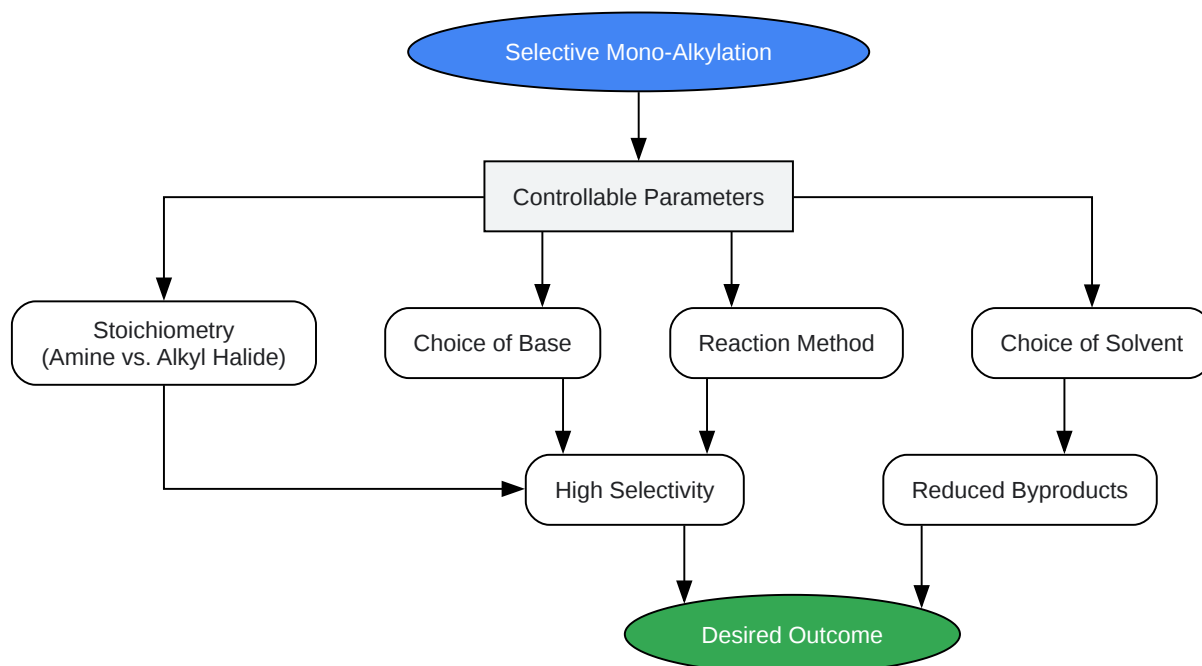 Selective Mono-Alkylation
Controllable Parameters
Stoichiometry
(Amine vs. Alkyl Halide)
Choice of Base
Reaction Method
Choice of Solvent
High Selectivity
Reduced Byproducts
Desired Outcome